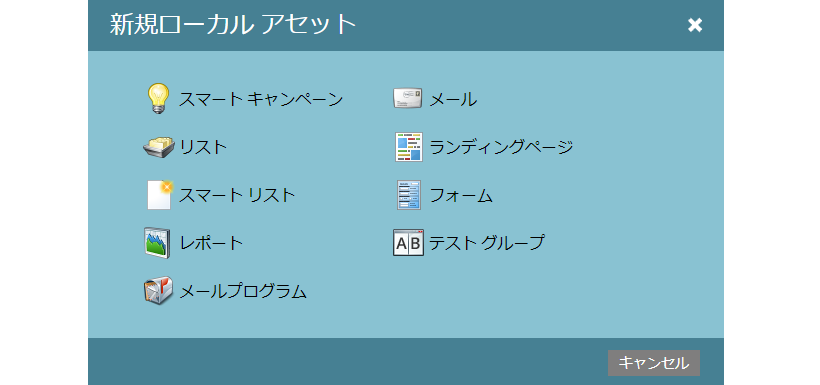 新規ローカル アセット
スマート キャンペーン
メール
リスト
ランディングページ
スマート リスト
フォーム
レポート
AB テスト グループ
メールプログラム
キャンセル